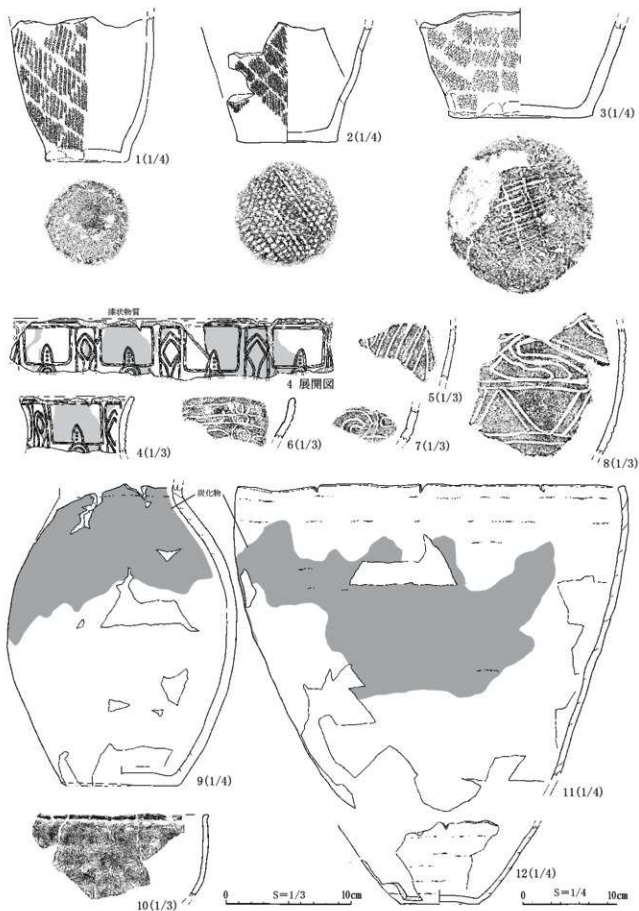 1(1/4)
2(1/4)
3(1/4)
漆状物質
4 展開図
4(1/3)
5(1/3)
6(1/3)
7(1/3)
8(1/3)
炭化物
9(1/4)
11(1/4)
10(1/3)
12(1/4)
0 S=1/3 10cm
0 S=1/4 10cm